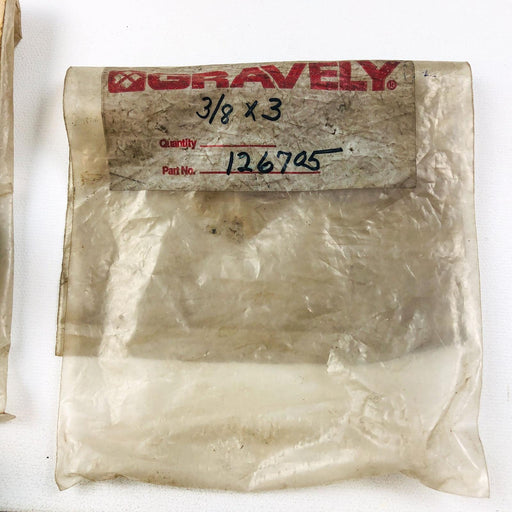 GRAVELY®
3/8 x 3
Quantity
Part No. 126705